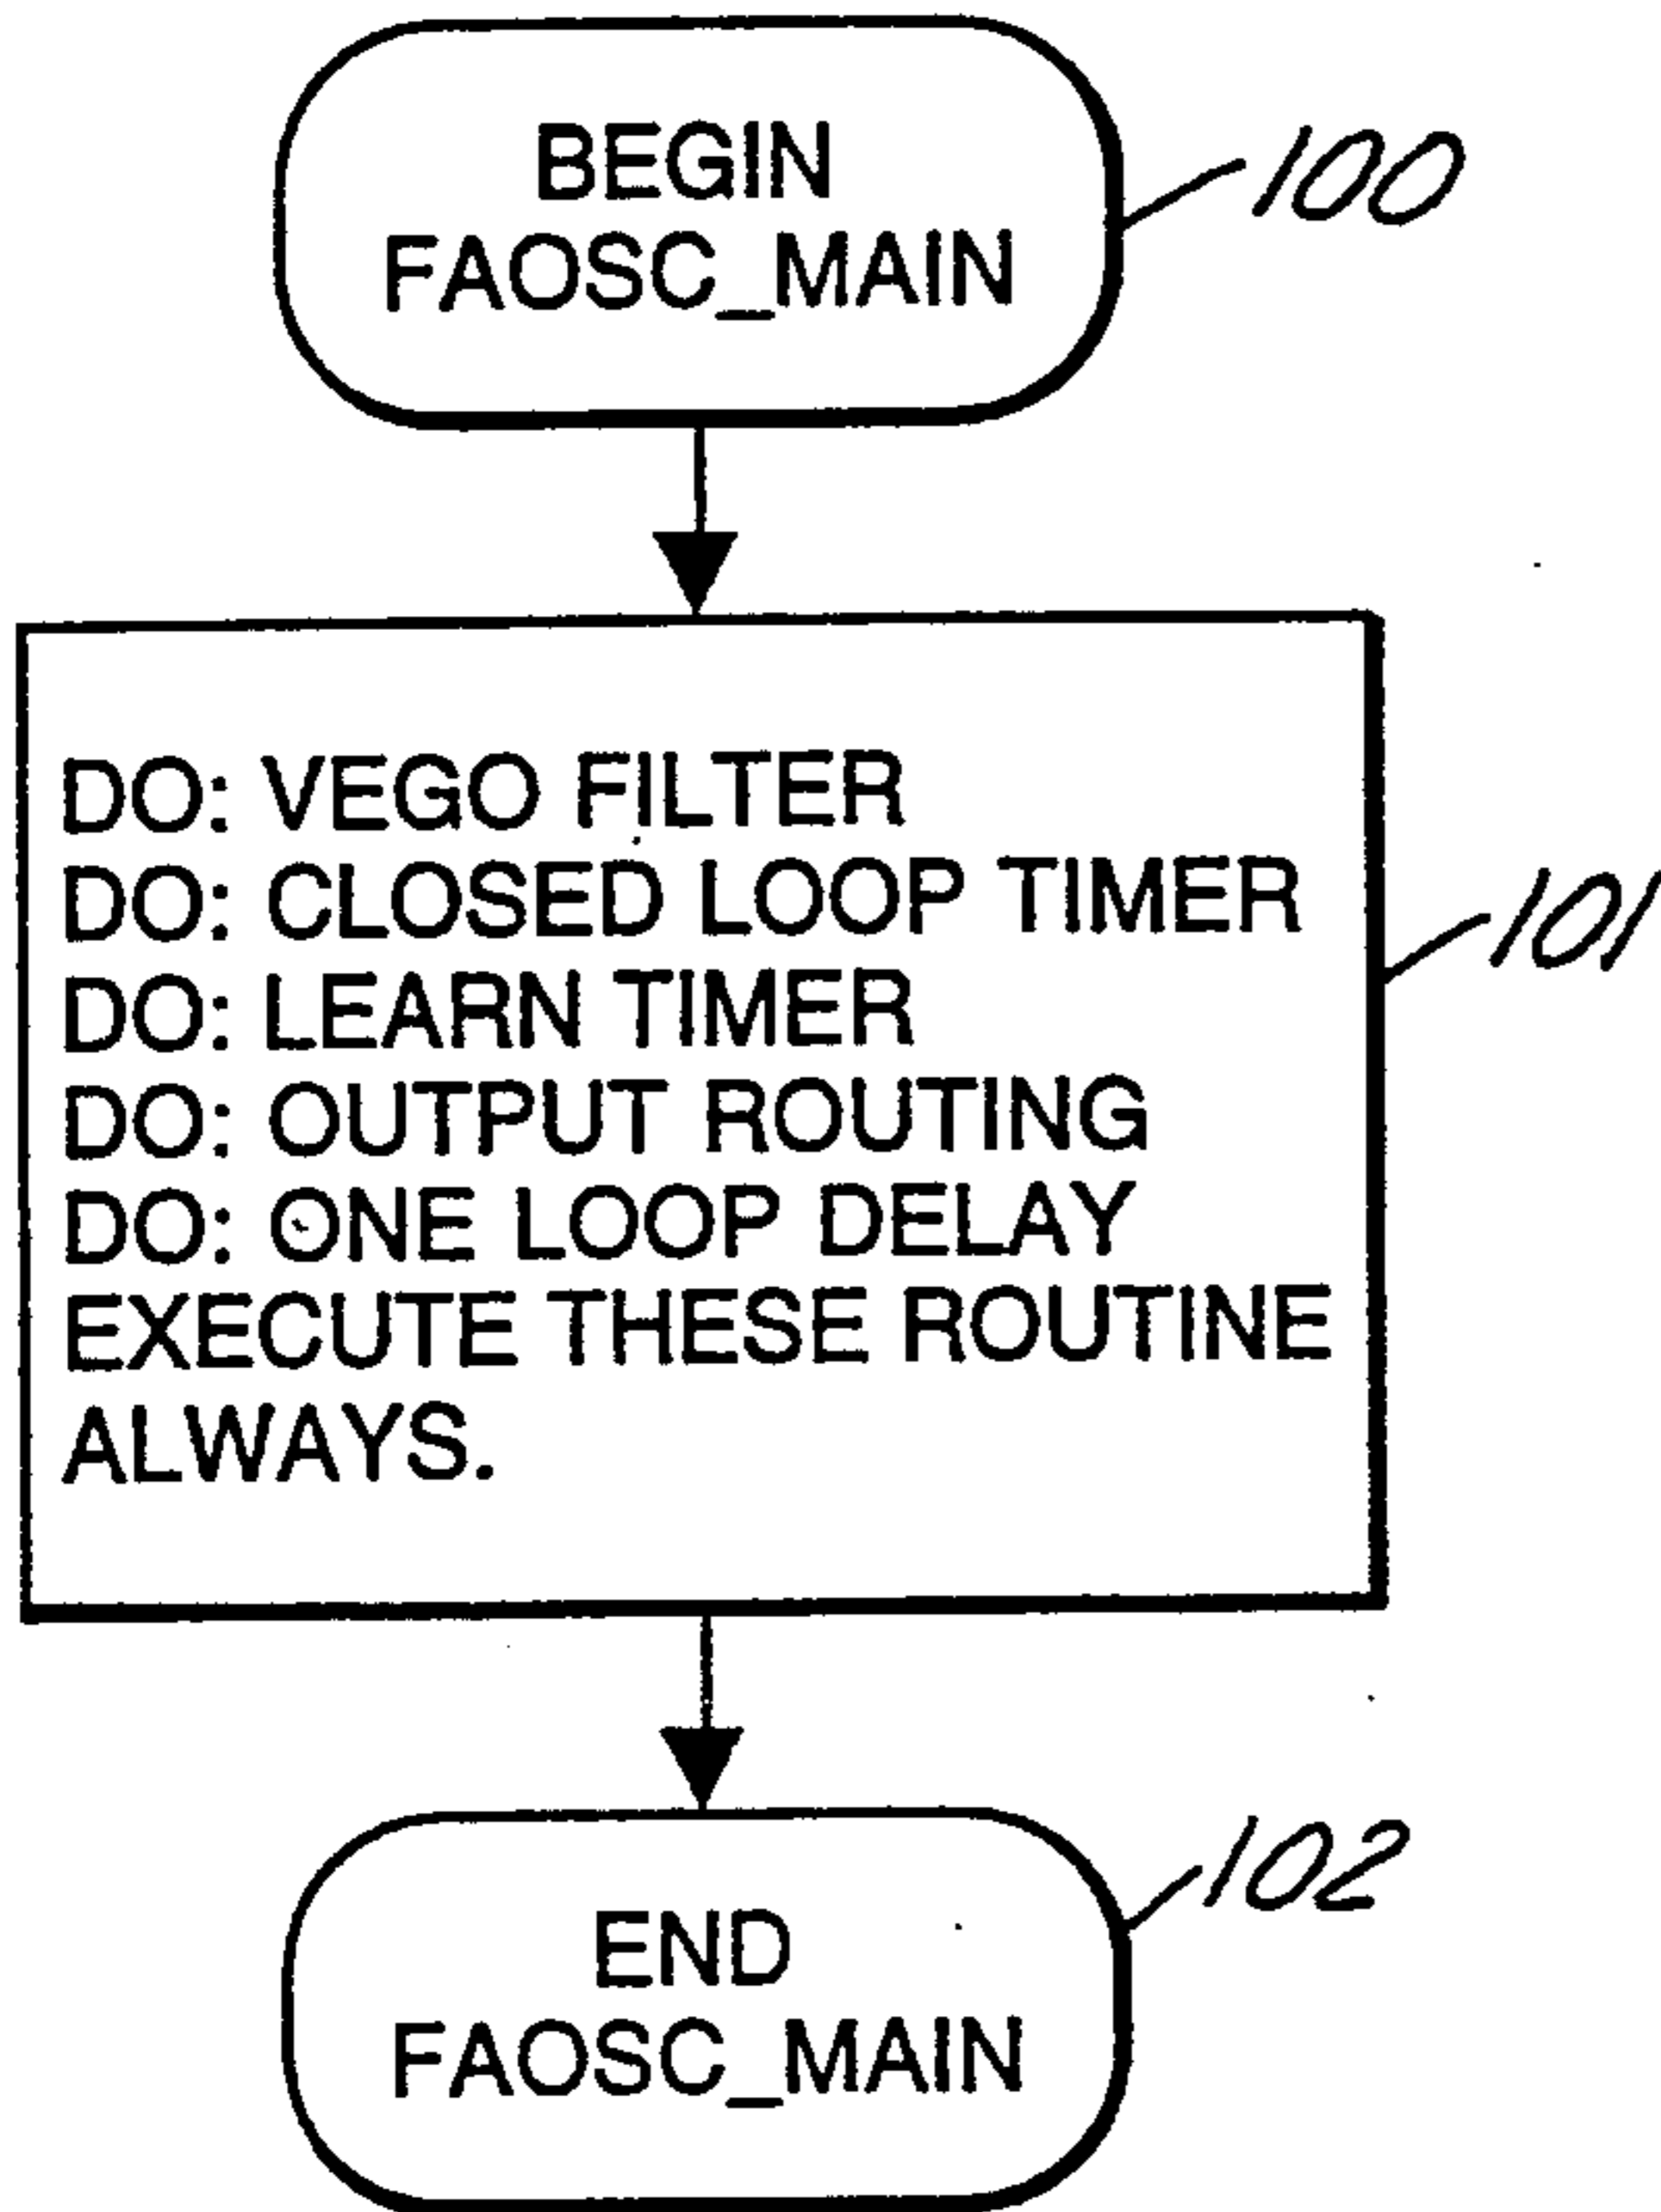 BEGIN
FAOSC_MAIN
100
DO: VEGO FILTER
DO: CLOSED LOOP TIMER
DO: LEARN TIMER
DO: OUTPUT ROUTING
DO: ONE LOOP DELAY
EXECUTE THESE ROUTINE
ALWAYS.
101
END
FAOSC_MAIN
102